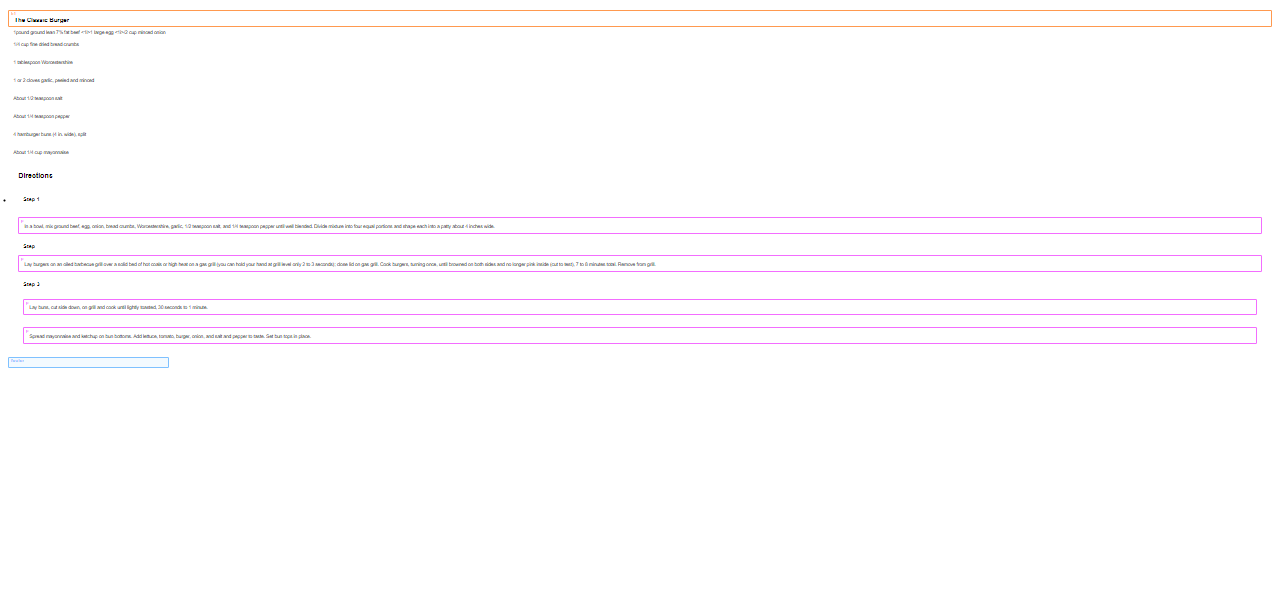 The Classic Burger
1pound ground lean 7% fat beef <10>1 large egg <12>/2 cup minced onion
1/4 cup fine dried bread crumbs
1 tablespoon Worcestershire
1 or 2 cloves garlic, peeled and minced
About 1/2 teaspoon salt
About 1/4 teaspoon pepper
4 hamburger buns (4 in. wide), split
About 1/4 cup mayonnaise
Directions
Step 1
In a bowl, mix ground beef, egg, onion, bread crumbs, Worcestershire, garlic, 1/2 teaspoon salt, and 1/4 teaspoon pepper until well blended. Divide mixture into four equal portions and shape each into a patty about 4 inches wide.
Step
Lay burgers on an oiled barbecue grill over a solid bed of hot coals or high heat on a gas grill (you can hold your hand at grill level only 2 to 3 seconds); close lid on gas grill. Cook burgers, turning once, until browned on both sides and no longer pink inside (cut to test), 7 to 8 minutes total. Remove from grill.
Step 3
Lay buns, cut side down, on grill and cook until lightly toasted, 30 seconds to 1 minute.
Spread mayonnaise and ketchup on bun bottoms. Add lettuce, tomato, burger, onion, and salt and pepper to taste. Set bun tops in place.